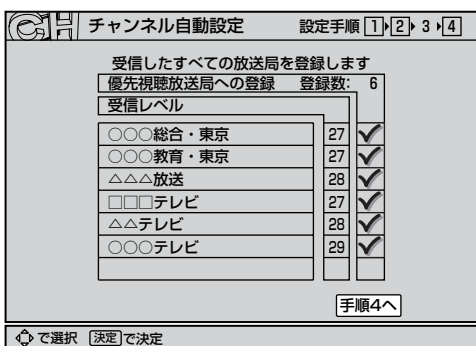 CH チャンネル自動設定 設定手順 1 2 3 4
受信したすべての放送局を登録します
優先視聴放送局への登録 登録数: 6
受信レベル
○○○総合・東京 27
○○○教育・東京 27
△△△放送 28
□□□テレビ 27
△△テレビ 28
○○○テレビ 29
手順4へ
で選択 決定で決定